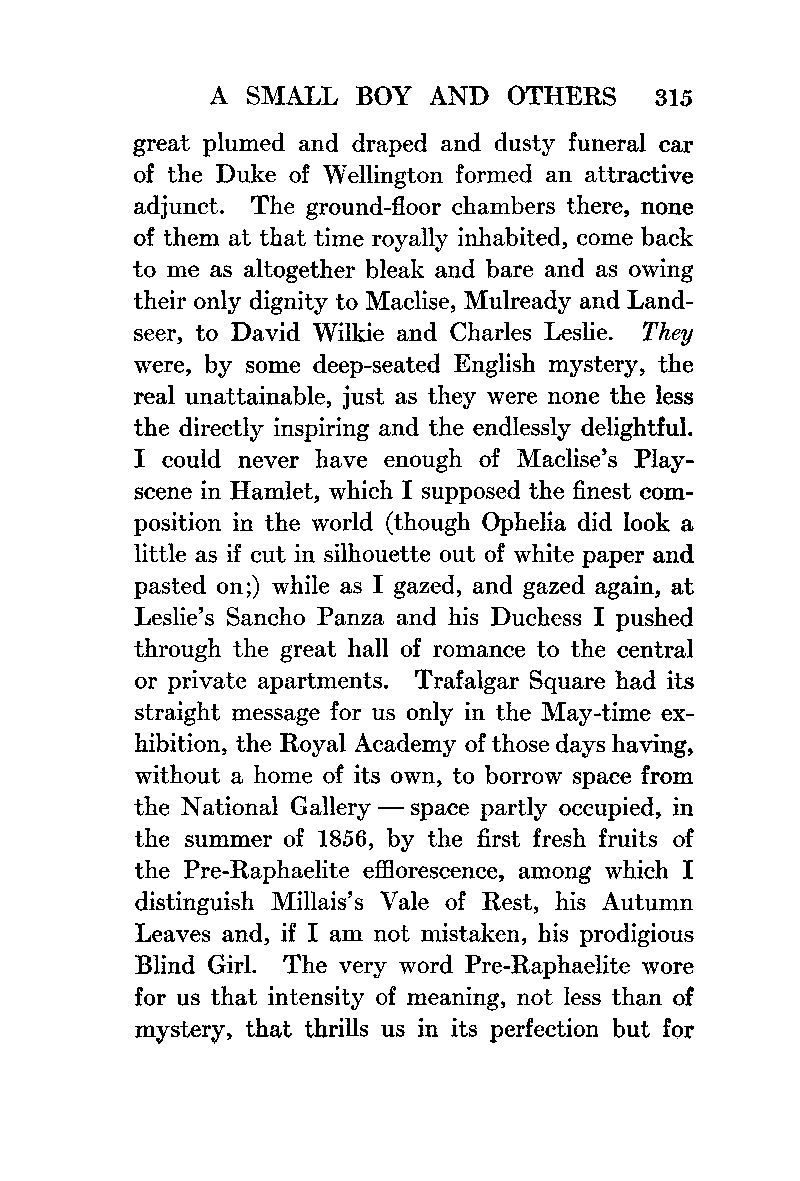 A SMALL BOY AND OTHERS 315
great plumed and draped and dusty funeral car
of the Duke of Wellington formed an attractive
adjunct. The ground-floor chambers there, none
of them at that time royally inhabited, come back
to me as altogether bleak and bare and as owing
their only dignity to Maclise, Mulready and Land-
seer, to David Wilkie and Charles Leslie. They
were, by some deep-seated English mystery, the
real unattainable, just as they were none the less
the directly inspiring and the endlessly delightful.
I could never have enough of Maclise's Play-
scene in Hamlet, which I supposed the finest com-
position in the world (though Ophelia did look a
little as if cut in silhouette out of white paper and
pasted on;) while as I gazed, and gazed again, at
Leslie's Sancho Panza and his Duchess I pushed
through the great hall of romance to the central
or private apartments. Trafalgar Square had its
straight message for us only in the May-time ex-
hibition, the Royal Academy of those days having,
without a home of its own, to borrow space from
the National Gallery — space partly occupied, in
the summer of 1856, by the first fresh fruits of
the Pre-Raphaelite efflorescence, among which I
distinguish Millais's Vale of Rest, his Autumn
Leaves and, if I am not mistaken, his prodigious
Blind Girl. The very word Pre-Raphaelite wore
for us that intensity of meaning, not less than of
mystery, that thrills us in its perfection but for